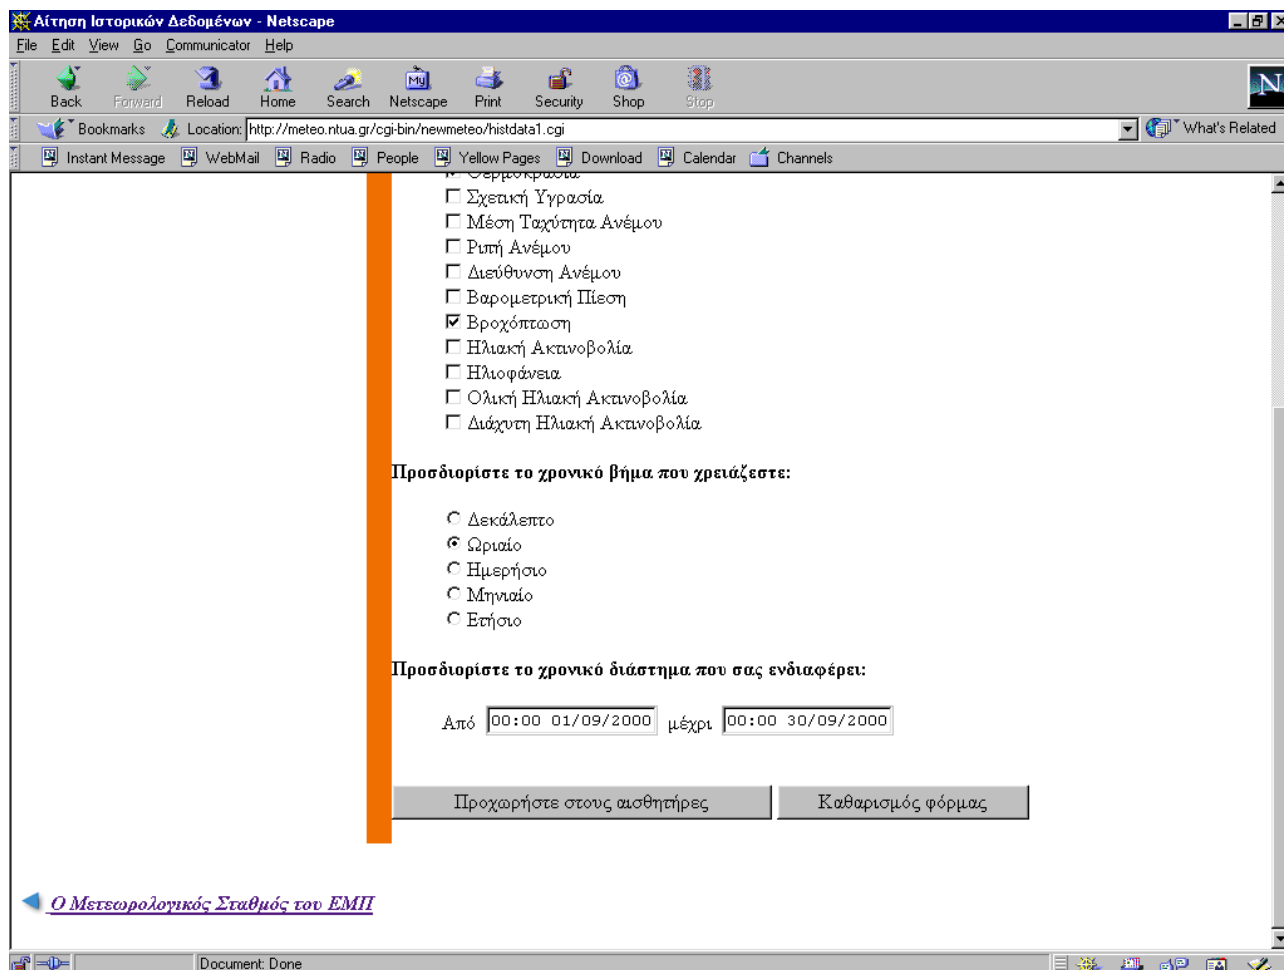 Αίτηση Ιστορικών Δεδομένων - Netscape
File Edit View Go Communicator Help
My
N
Back Forward Reload Home Search Netscape Print Security Shop Stop
Bookmarks Location: http://meteo.ntua.gr/cgi-bin/newmeteo/histdata1.cgi What's Related
Instant Message WebMail Radio People Yellow Pages Download Calendar Channels
Θερμοκρασία
Σχετική Υγρασία
Μέση Ταχύτητα Ανέμου
Ριπή Ανέμου
Διεύθυνση Ανέμου
Βαρομετρική Πίεση
Βροχόπτωση
Ηλιακή Ακτινοβολία
Ηλιοφάνεια
Ολική Ηλιακή Ακτινοβολία
Διάχυτη Ηλιακή Ακτινοβολία
Προσδιορίστε το χρονικό βήμα που χρειάζεστε:
Δεκάλεπτο
Ωριαίο
Ημερήσιο
Μηνιαίο
Ετήσιο
Προσδιορίστε το χρονικό διάστημα που σας ενδιαφέρει:
Από 00:00 01/09/2000 μέχρι 00:00 30/09/2000
Προχωρήστε στους αισθητήρες Καθαρισμός φόρμας
Ο Μετεωρολογικός Σταθμός του ΕΜΠ
Document: Done